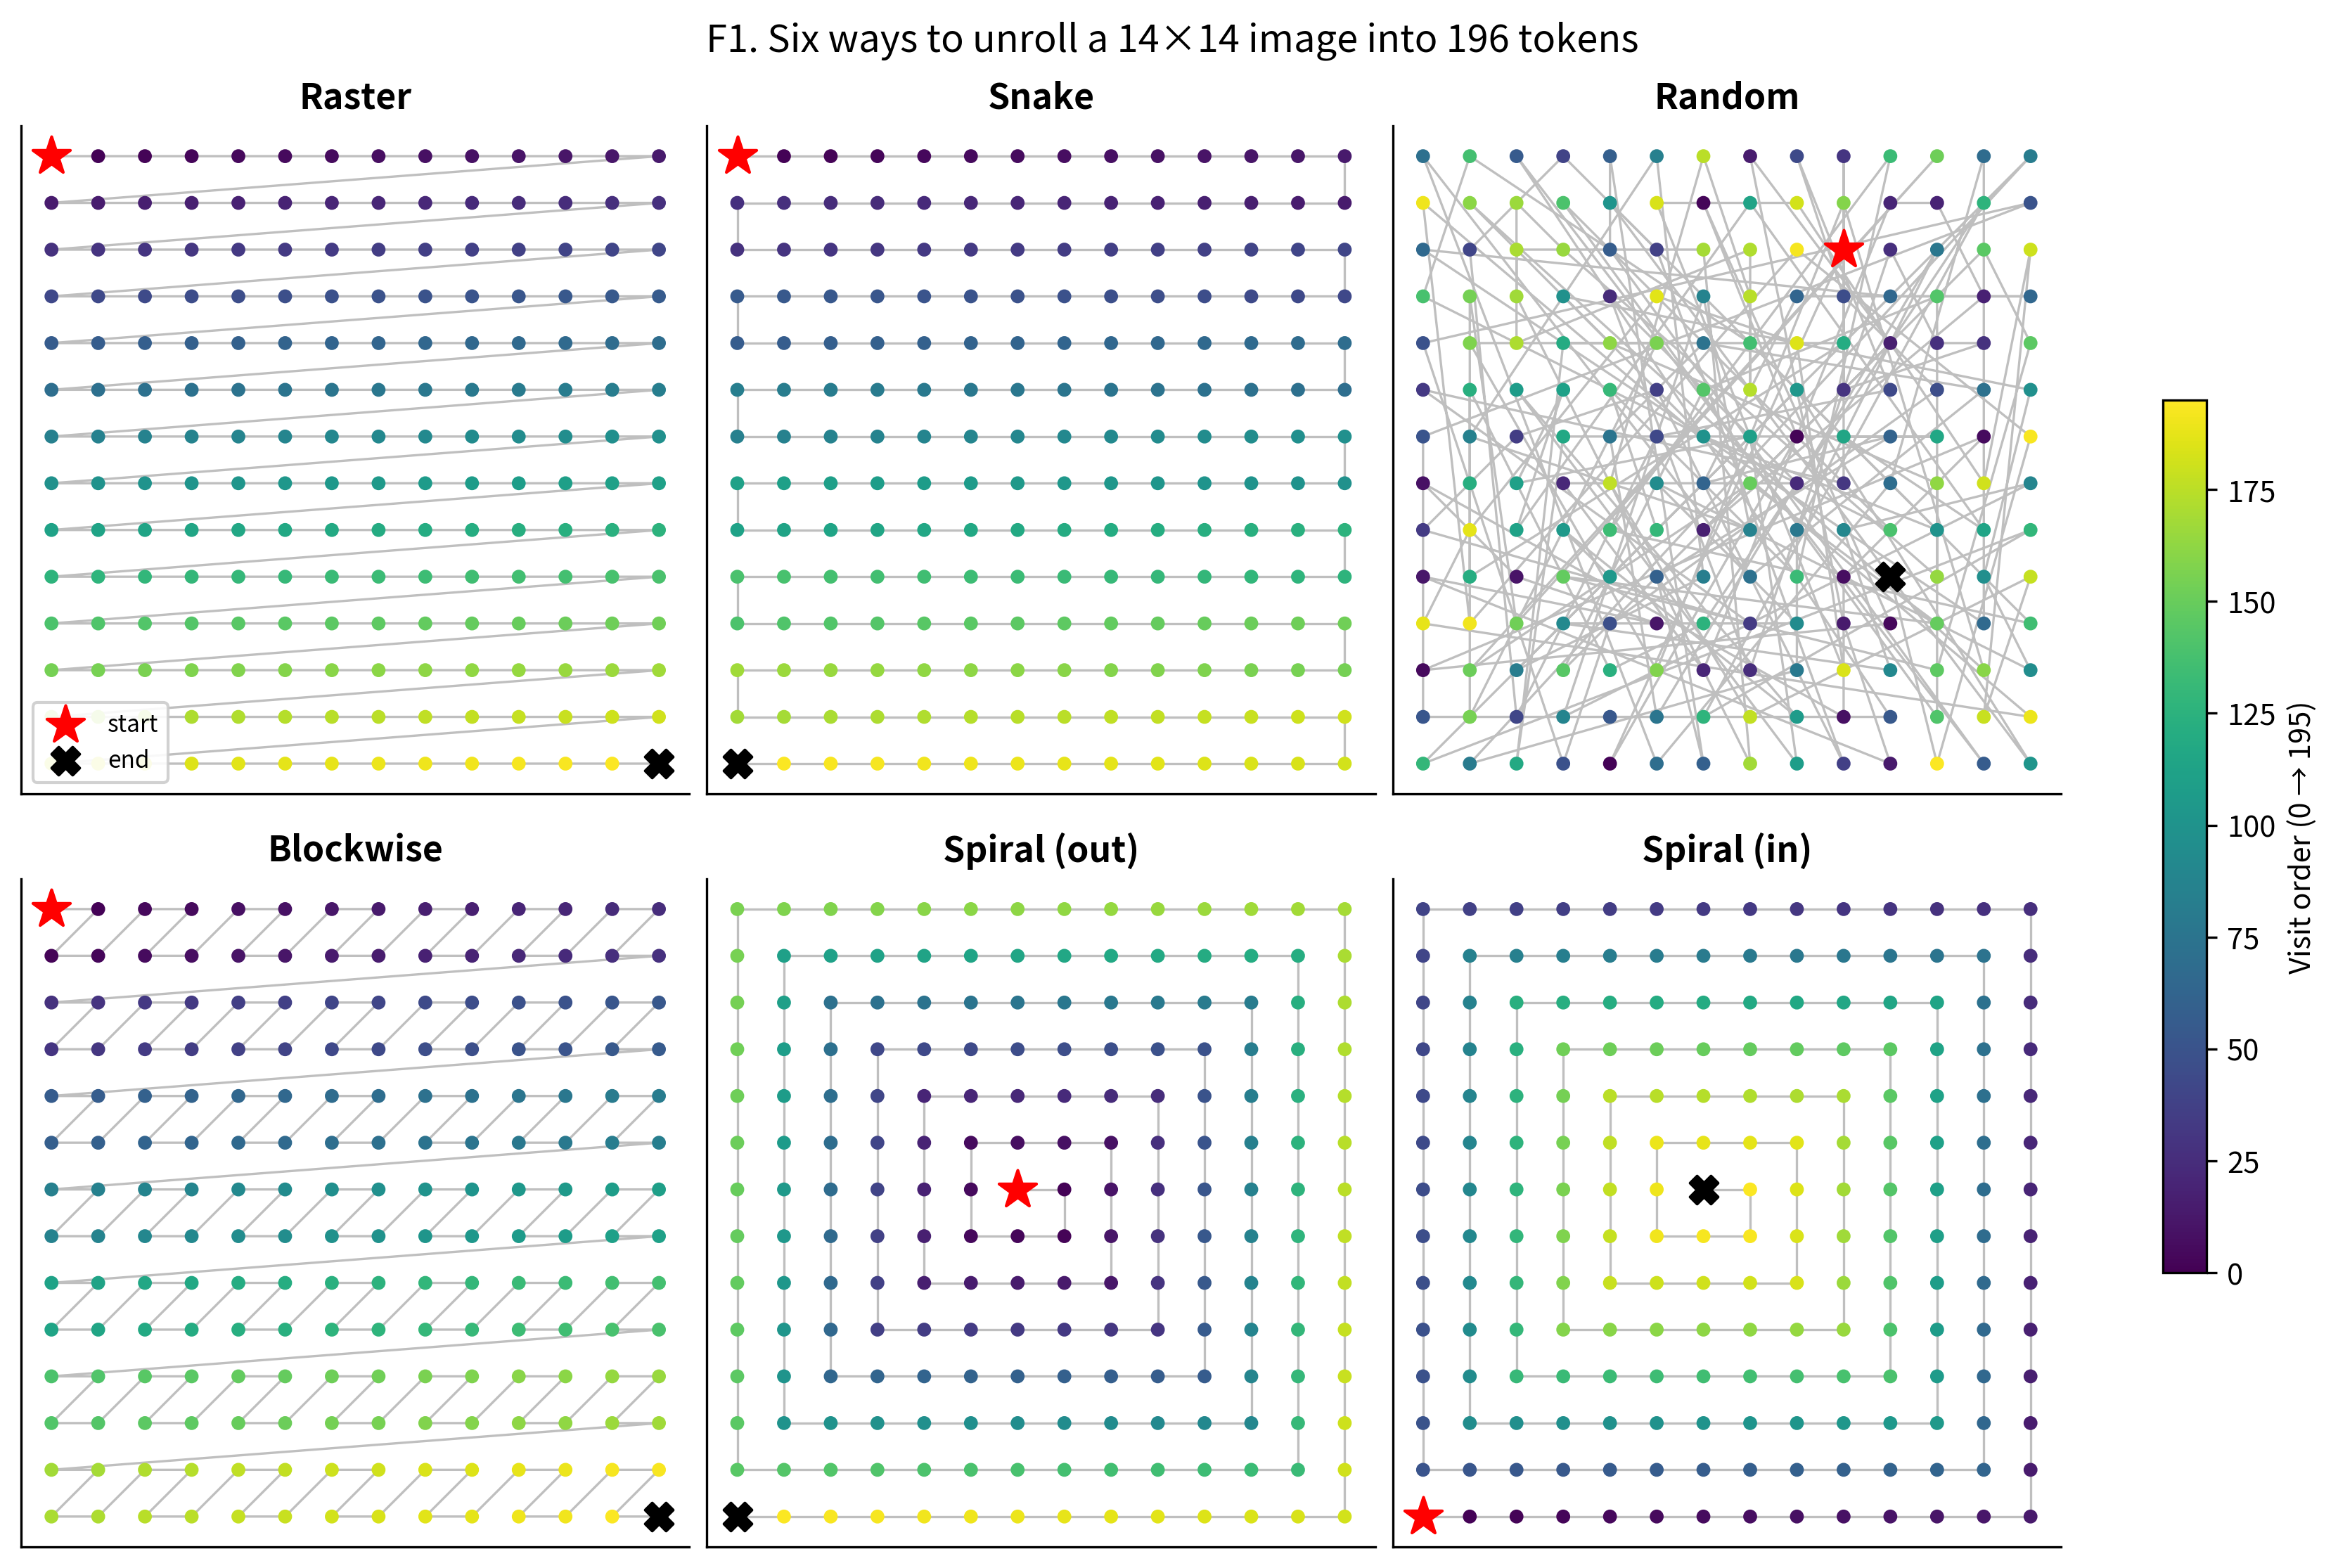 F1. Six ways to unroll a 14×14 image into 196 tokens
Raster
Snake
Random
start
end
Blockwise
Spiral (out)
Spiral (in)
175
150
125
100
75
50
25
0
Visit order (0 → 195)